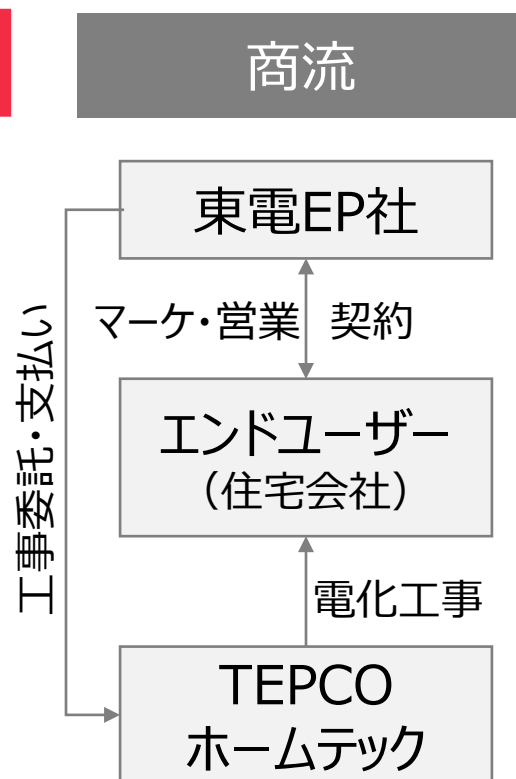 商流
東電EP社
マーケ・営業 契約
工事委託・支払い
エンドユーザー
（住宅会社）
電化工事
TEPCO
ホームテック